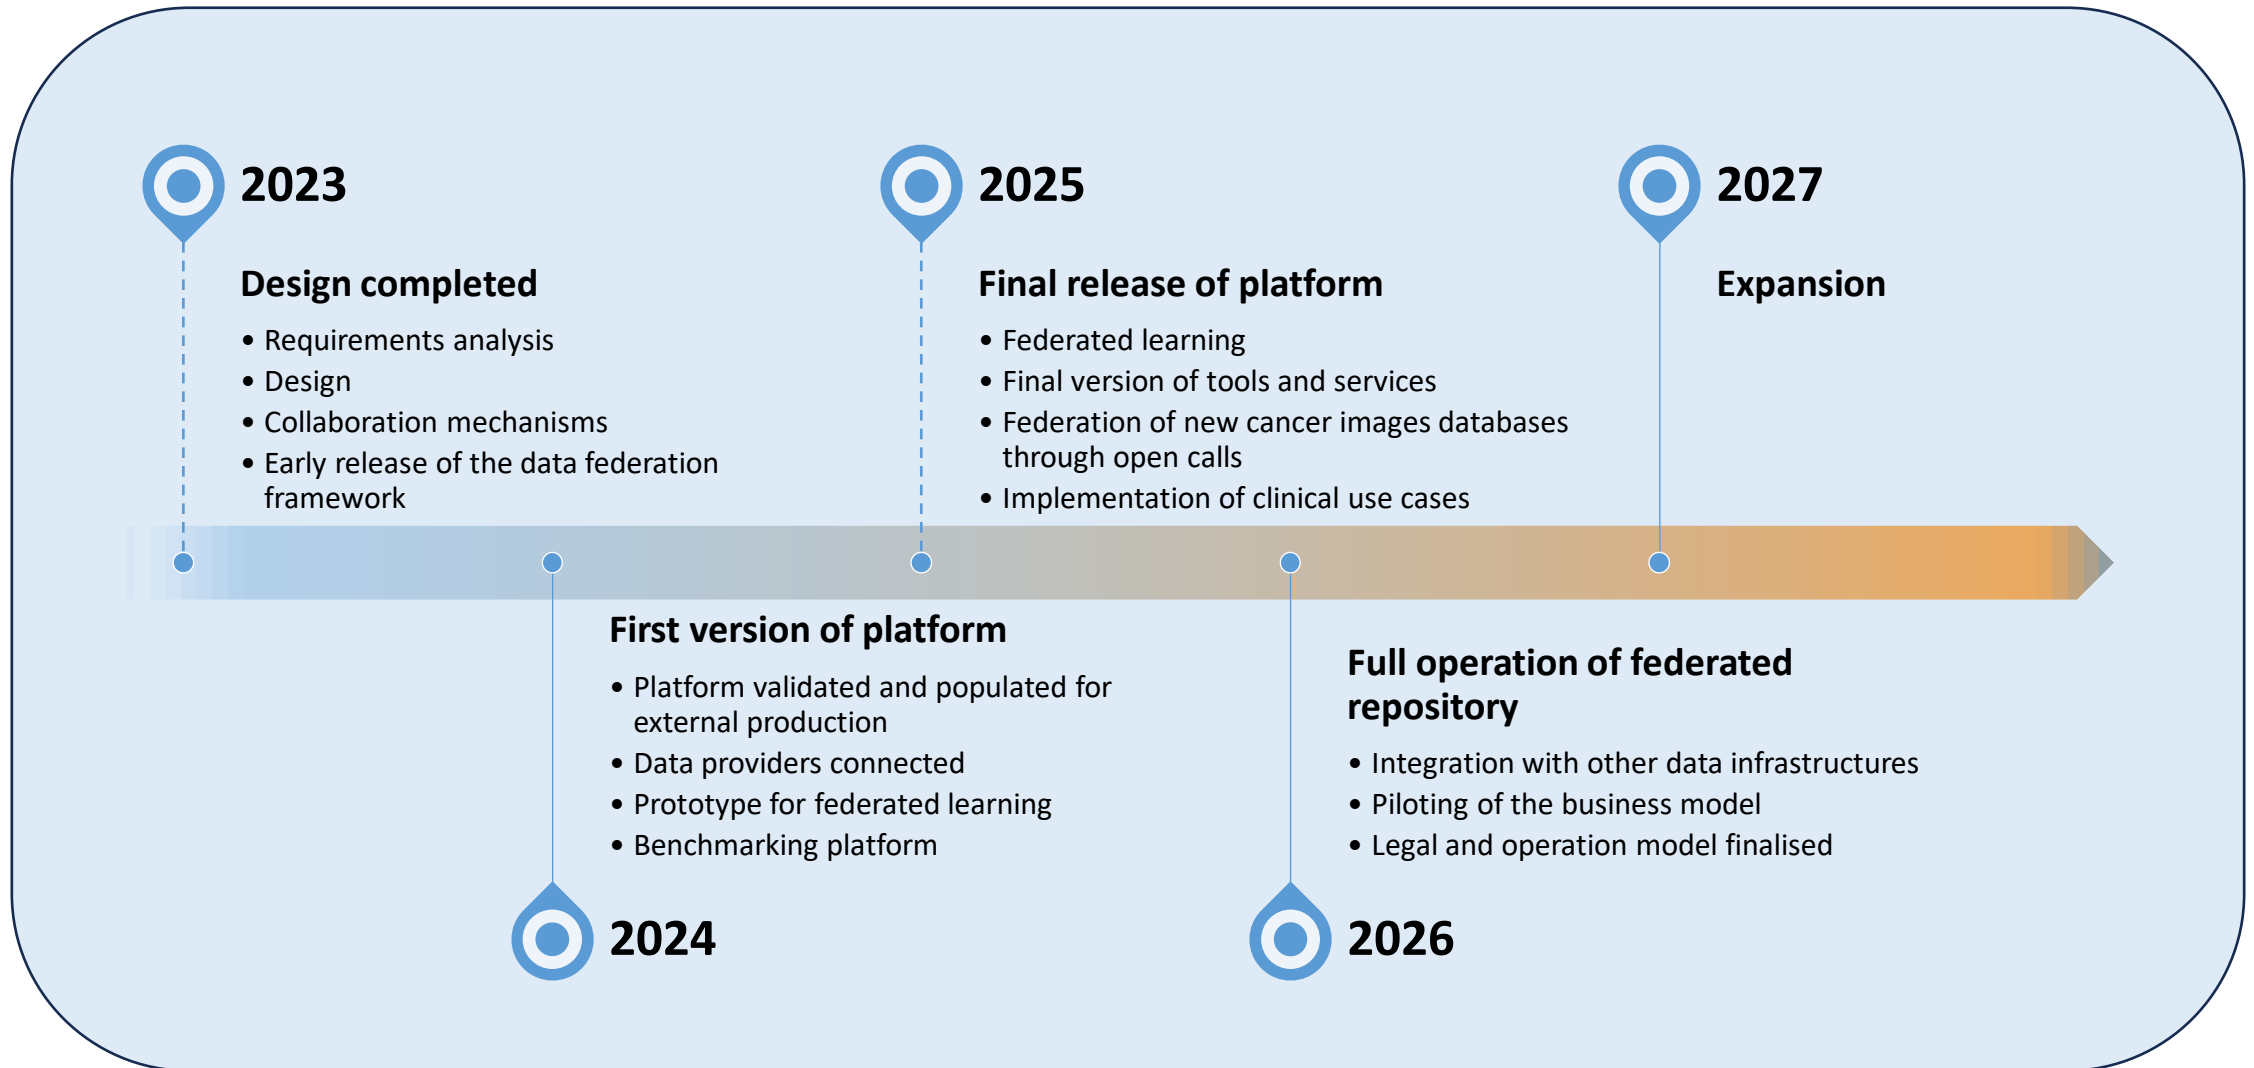 2023
Design completed
• Requirements analysis
• Design
• Collaboration mechanisms
• Early release of the data federation
framework
2024
First version of platform
• Platform validated and populated for
external production
• Data providers connected
• Prototype for federated learning
• Benchmarking platform
2025
Final release of platform
• Federated learning
• Final version of tools and services
• Federation of new cancer images databases
through open calls
• Implementation of clinical use cases
2026
Full operation of federated
repository
• Integration with other data infrastructures
• Piloting of the business model
• Legal and operation model finalised
2027
Expansion